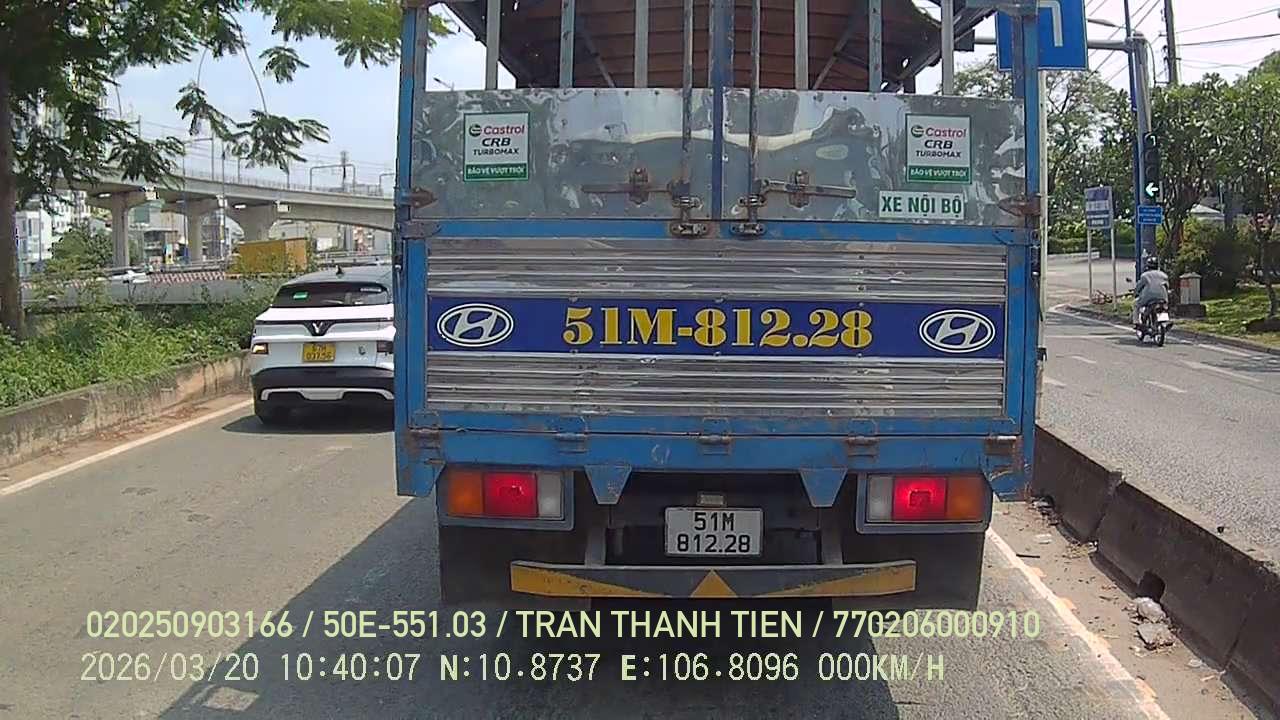 Castrol
CRB
TURBOMAX
BẢO VỆ VƯỢT TRỘI
Castrol
CRB
TURBOMAX
BẢO VỆ VƯỢT TRỘI
XE NỘI BỘ
51M-812.28
51M
812.28
020250903166 / 50E-551.03 / TRAN THANH TIEN / 770206000910
2026/03/20 10:40:07 N:10.8737 E:106.8096 000KM/H